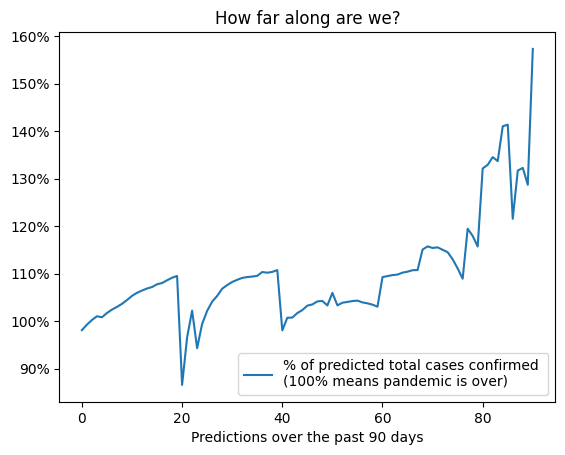 How far along are we?
160%
150%
140%
130%
120%
110%
100%
90%
% of predicted total cases confirmed
(100% means pandemic is over)
0 20 40 60 80
Predictions over the past 90 days